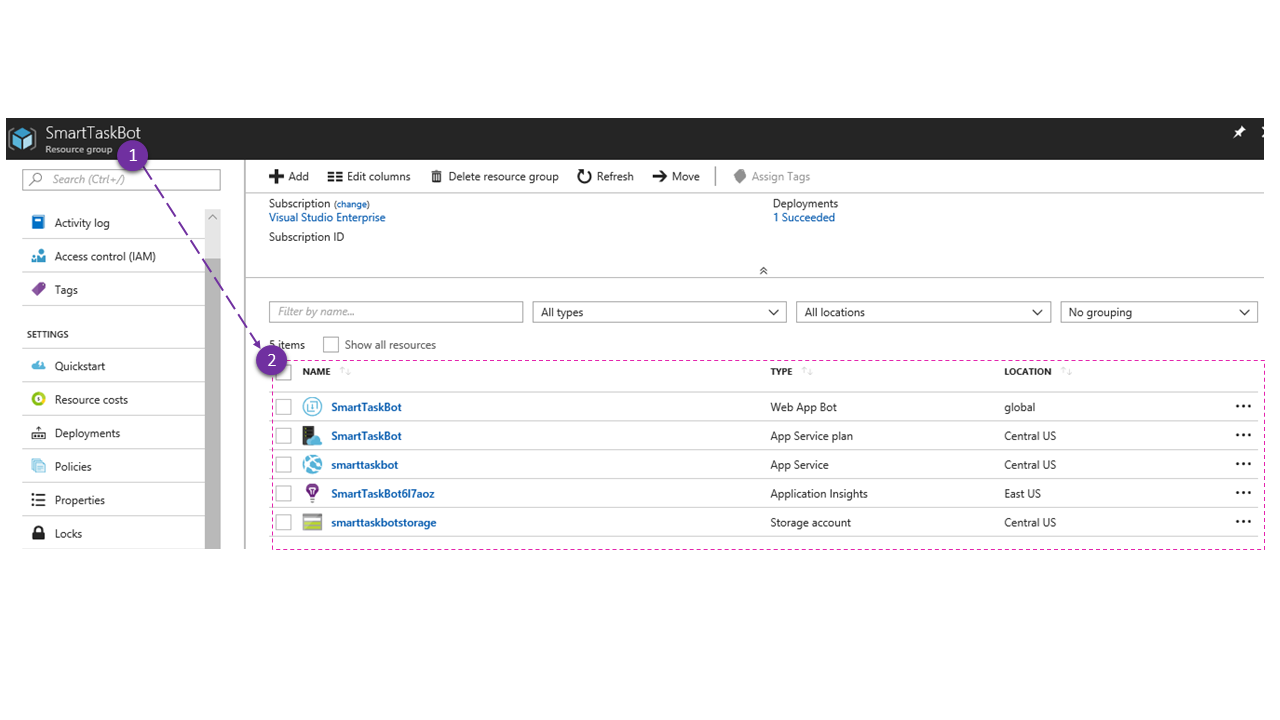 SmartTaskBot
Resource group
1
Search (Ctrl+/)
Activity log
Access control (IAM)
Tags
SETTINGS
Quickstart
Resource costs
Deployments
Policies
Properties
Locks
Add Edit columns Delete resource group Refresh Move Assign Tags
Subscription (change) Deployments
Visual Studio Enterprise 1 Succeeded
Subscription ID
Filter by name... All types All locations No grouping
5 items Show all resources
2
NAME TYPE LOCATION
SmartTaskBot Web App Bot global
SmartTaskBot App Service plan Central US
smarttaskbot App Service Central US
SmartTaskBot6l7aoz Application Insights East US
smarttaskbotstorage Storage account Central US